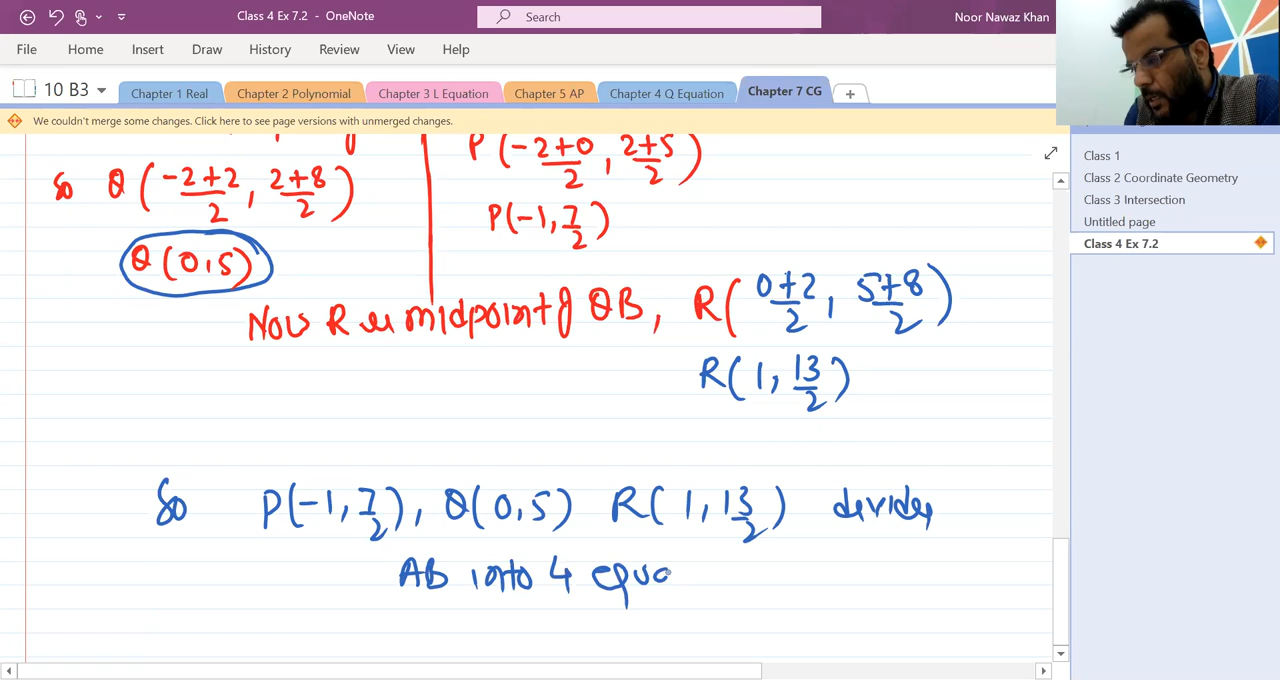 Class 4 Ex 7.2 - OneNote
Search
Noor Nawaz Khan
File Home Insert Draw History Review View Help
10 B3
Chapter 1 Real
Chapter 2 Polynomial
Chapter 3 L Equation
Chapter 5 AP
Chapter 4 Q Equation
Chapter 7 CG
We couldn't merge some changes. Click here to see page versions with unmerged changes.
So Q(-2+2/2, 2+8/2)
Q(0,5)
P(-2+0/2, 2+5/2)
P(-1, 7/2)
Now R is midpoint of QB, R(0+2/2, 5+8/2)
R(1, 13/2)
So P(-1, 7/2), Q(0,5) R(1, 13/2) divides
AB into 4 equa
Class 1
Class 2 Coordinate Geometry
Class 3 Intersection
Untitled page
Class 4 Ex 7.2